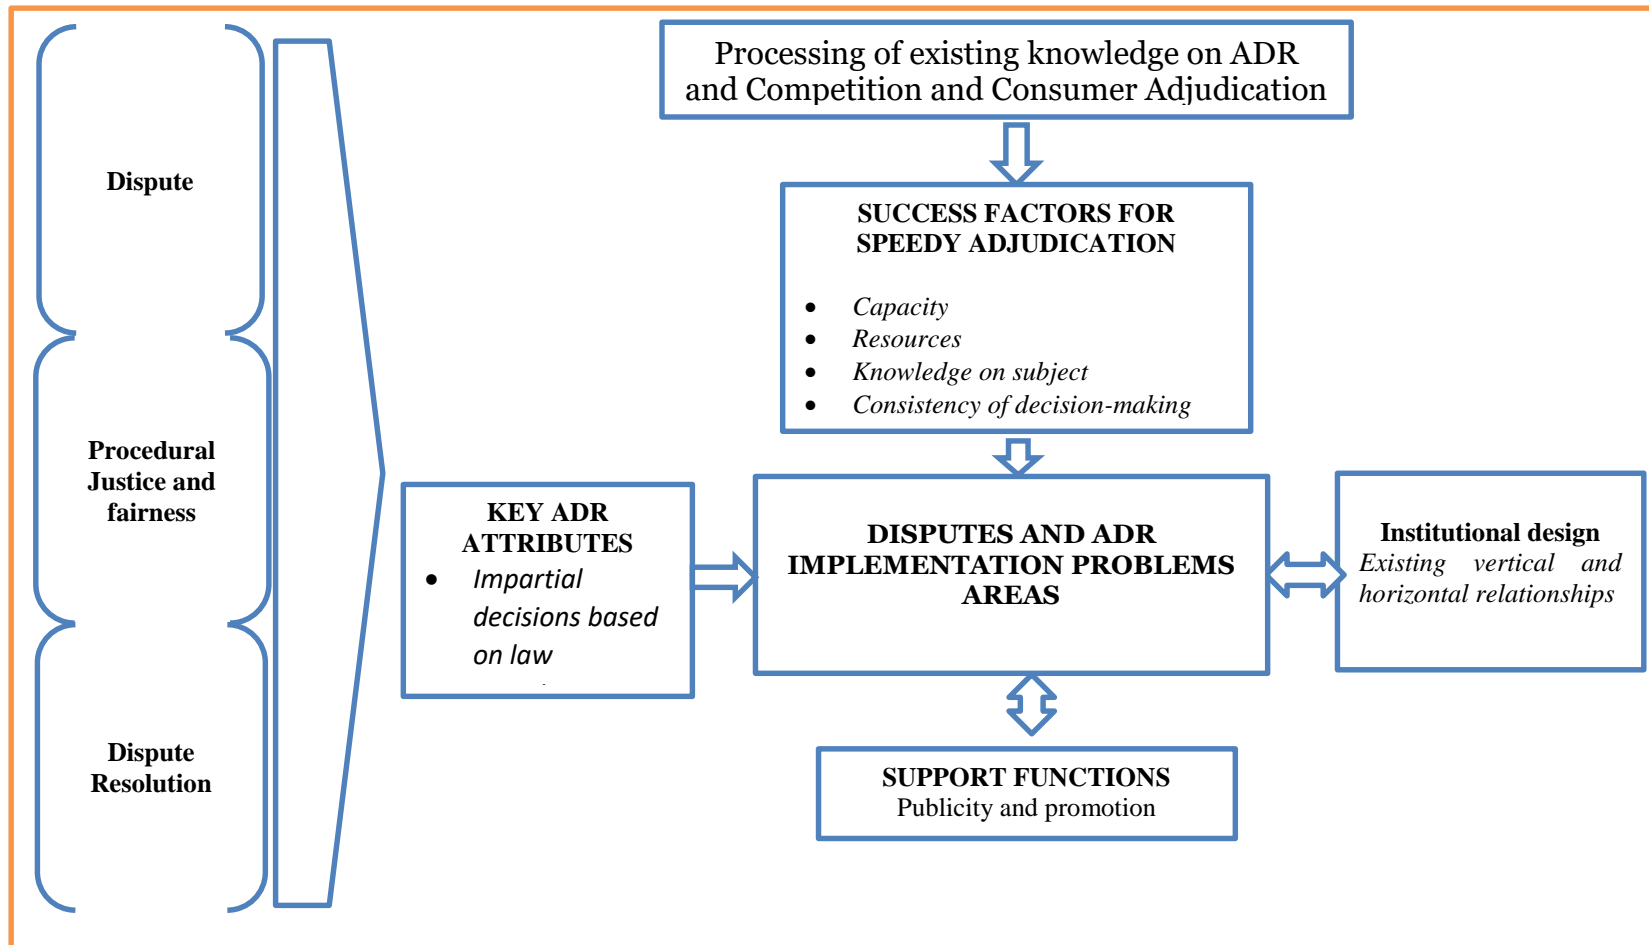 Dispute
Procedural
Justice and
fairness
Dispute
Resolution
Processing of existing knowledge on ADR
and Competition and Consumer Adjudication
SUCCESS FACTORS FOR
SPEEDY ADJUDICATION
• Capacity
• Resources
• Knowledge on subject
• Consistency of decision-making
KEY ADR
ATTRIBUTES
• Impartial
decisions based
on law
DISPUTES AND ADR
IMPLEMENTATION PROBLEMS
AREAS
Institutional design
Existing vertical and
horizontal relationships
SUPPORT FUNCTIONS
Publicity and promotion